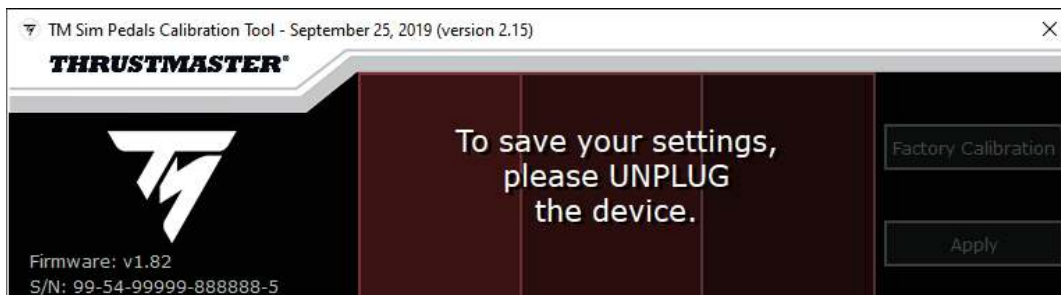 TM Sim Pedals Calibration Tool - September 25, 2019 (version 2.15)
THRUSTMASTER®
To save your settings,
please UNPLUG
the device.
Factory Calibration
Apply
Firmware: v1.82
S/N: 99-54-99999-888888-5